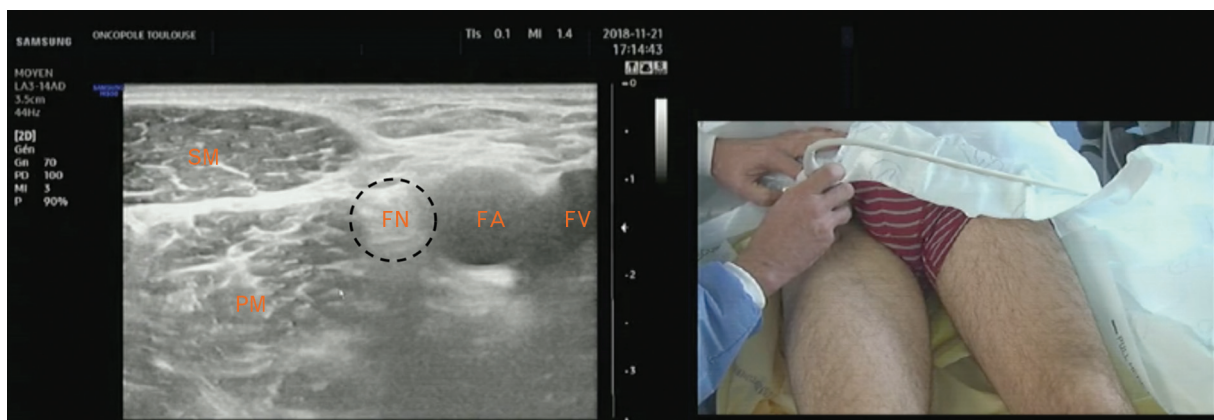 SAMSUNG
ONCOPOLE TOULOUSE
TIs 0.1 MI 1.4
2018-11-21
17:14:43
MOYEN
LA3-14AD
3.5cm
44Hz
[2D]
Gén
Gn 70
PD 100
MI 3
P 90%
0
1
2
3
SM
FN
FA
FV
PM
PULL